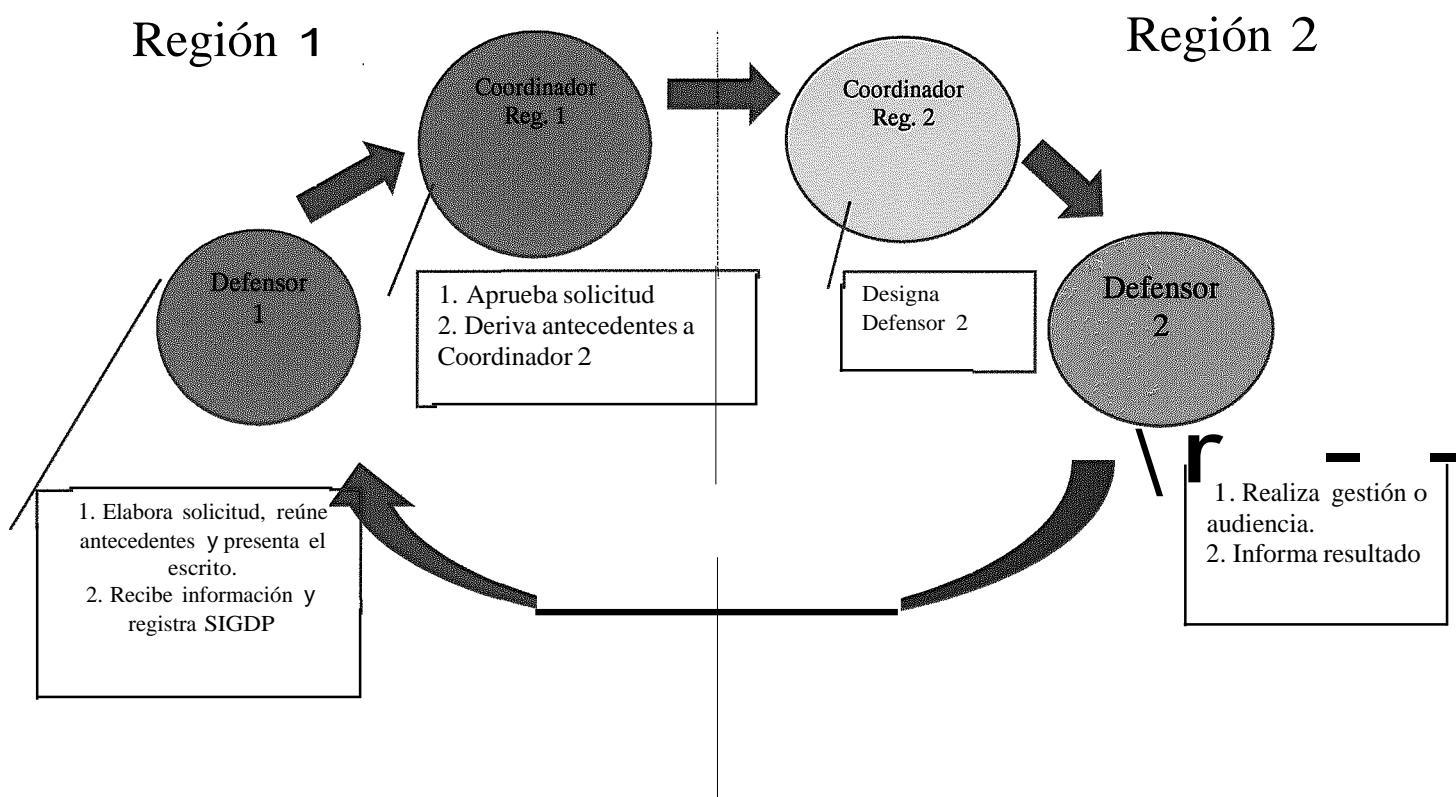 Región 1
Región 2
Coordinador
Reg. 1
Coordinador
Reg. 2
Defensor
1
1. Aprueba solicitud
2. Deriva antecedentes a
Coordinador 2
Designa
Defensor 2
Defensor
2
1. Elabora solicitud, reúne
antecedentes y presenta el
escrito.
2. Recibe información y
registra SIGDP
1. Realiza gestión o
audiencia.
2. Informa resultado